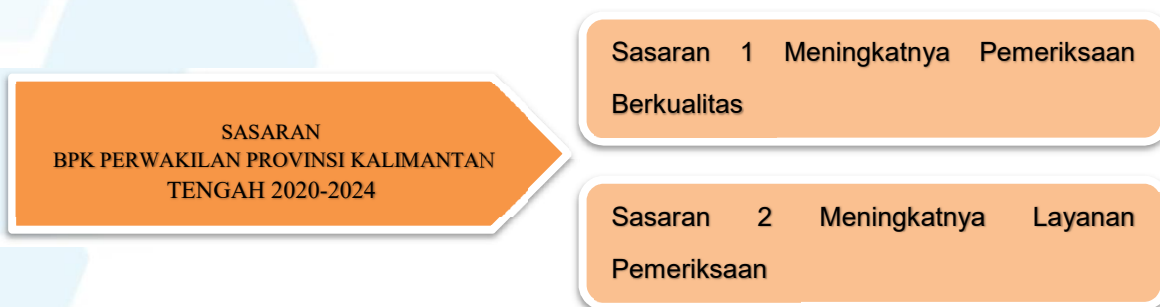 SASARAN
BPK PERWAKILAN PROVINSI KALIMANTAN
TENGAH 2020-2024
Sasaran 1 Meningkatnya Pemeriksaan
Berkualitas
Sasaran 2 Meningkatnya Layanan
Pemeriksaan